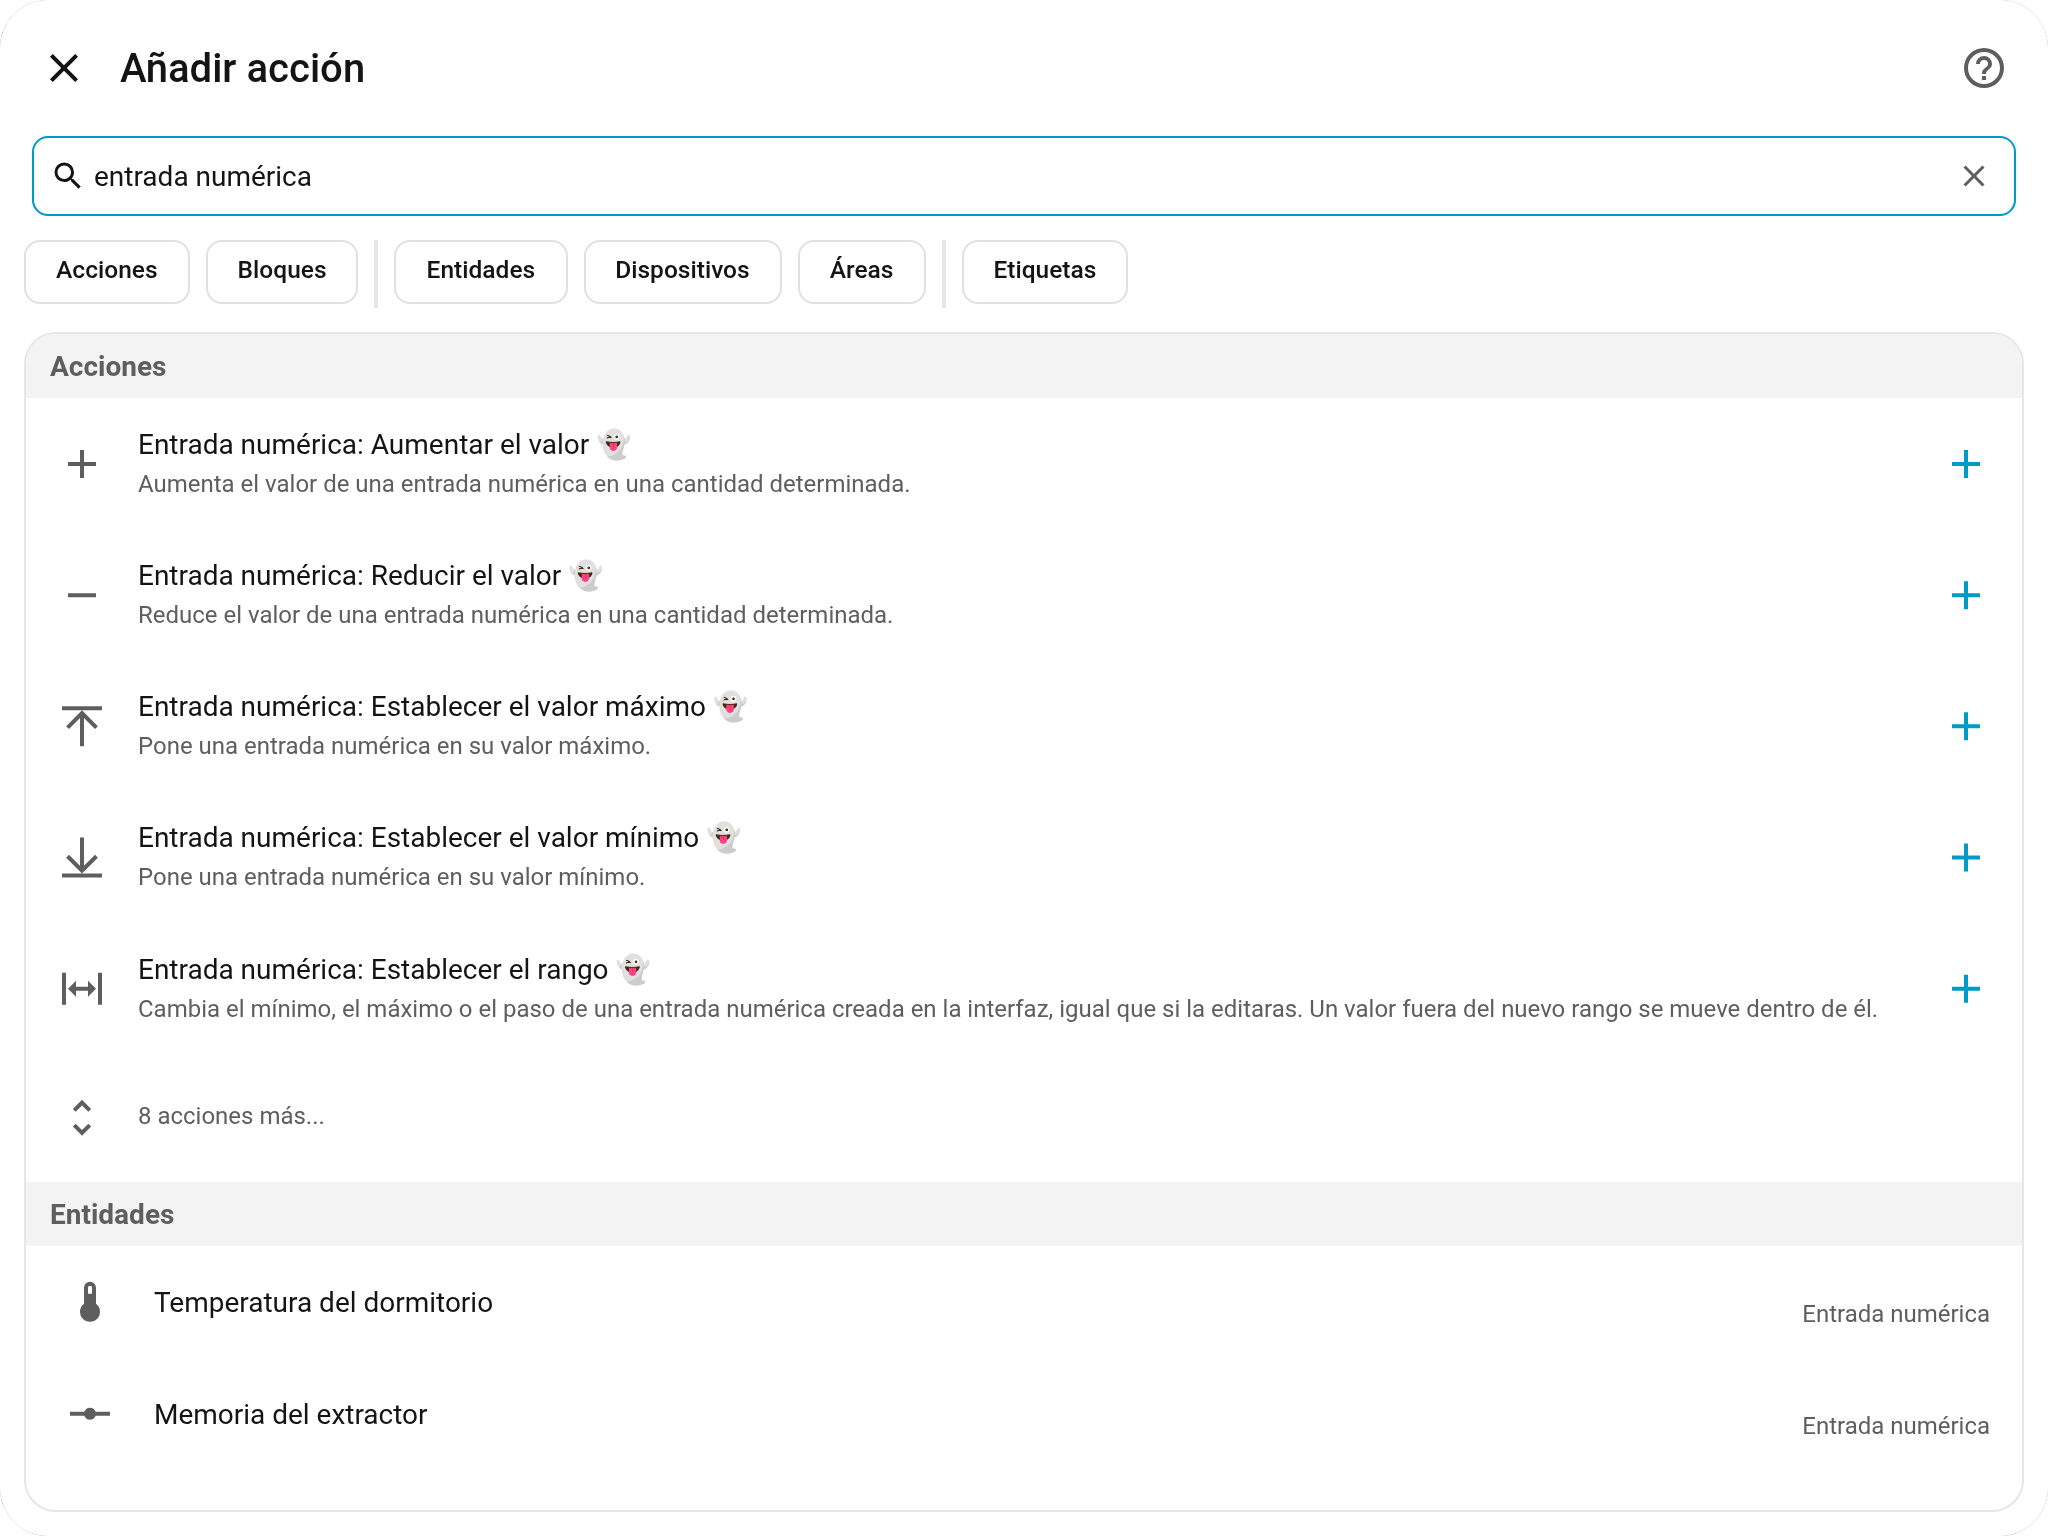 Añadir acción
entrada numérica
Acciones
Bloques
Entidades
Dispositivos
Áreas
Etiquetas
Acciones
Entrada numérica: Aumentar el valor 👻
Aumenta el valor de una entrada numérica en una cantidad determinada.
Entrada numérica: Reducir el valor 👻
Reduce el valor de una entrada numérica en una cantidad determinada.
Entrada numérica: Establecer el valor máximo 👻
Pone una entrada numérica en su valor máximo.
Entrada numérica: Establecer el valor mínimo 👻
Pone una entrada numérica en su valor mínimo.
Entrada numérica: Establecer el rango 👻
Cambia el mínimo, el máximo o el paso de una entrada numérica creada en la interfaz, igual que si la editaras. Un valor fuera del nuevo rango se mueve dentro de él.
8 acciones más...
Entidades
Temperatura del dormitorio
Entrada numérica
Memoria del extractor
Entrada numérica